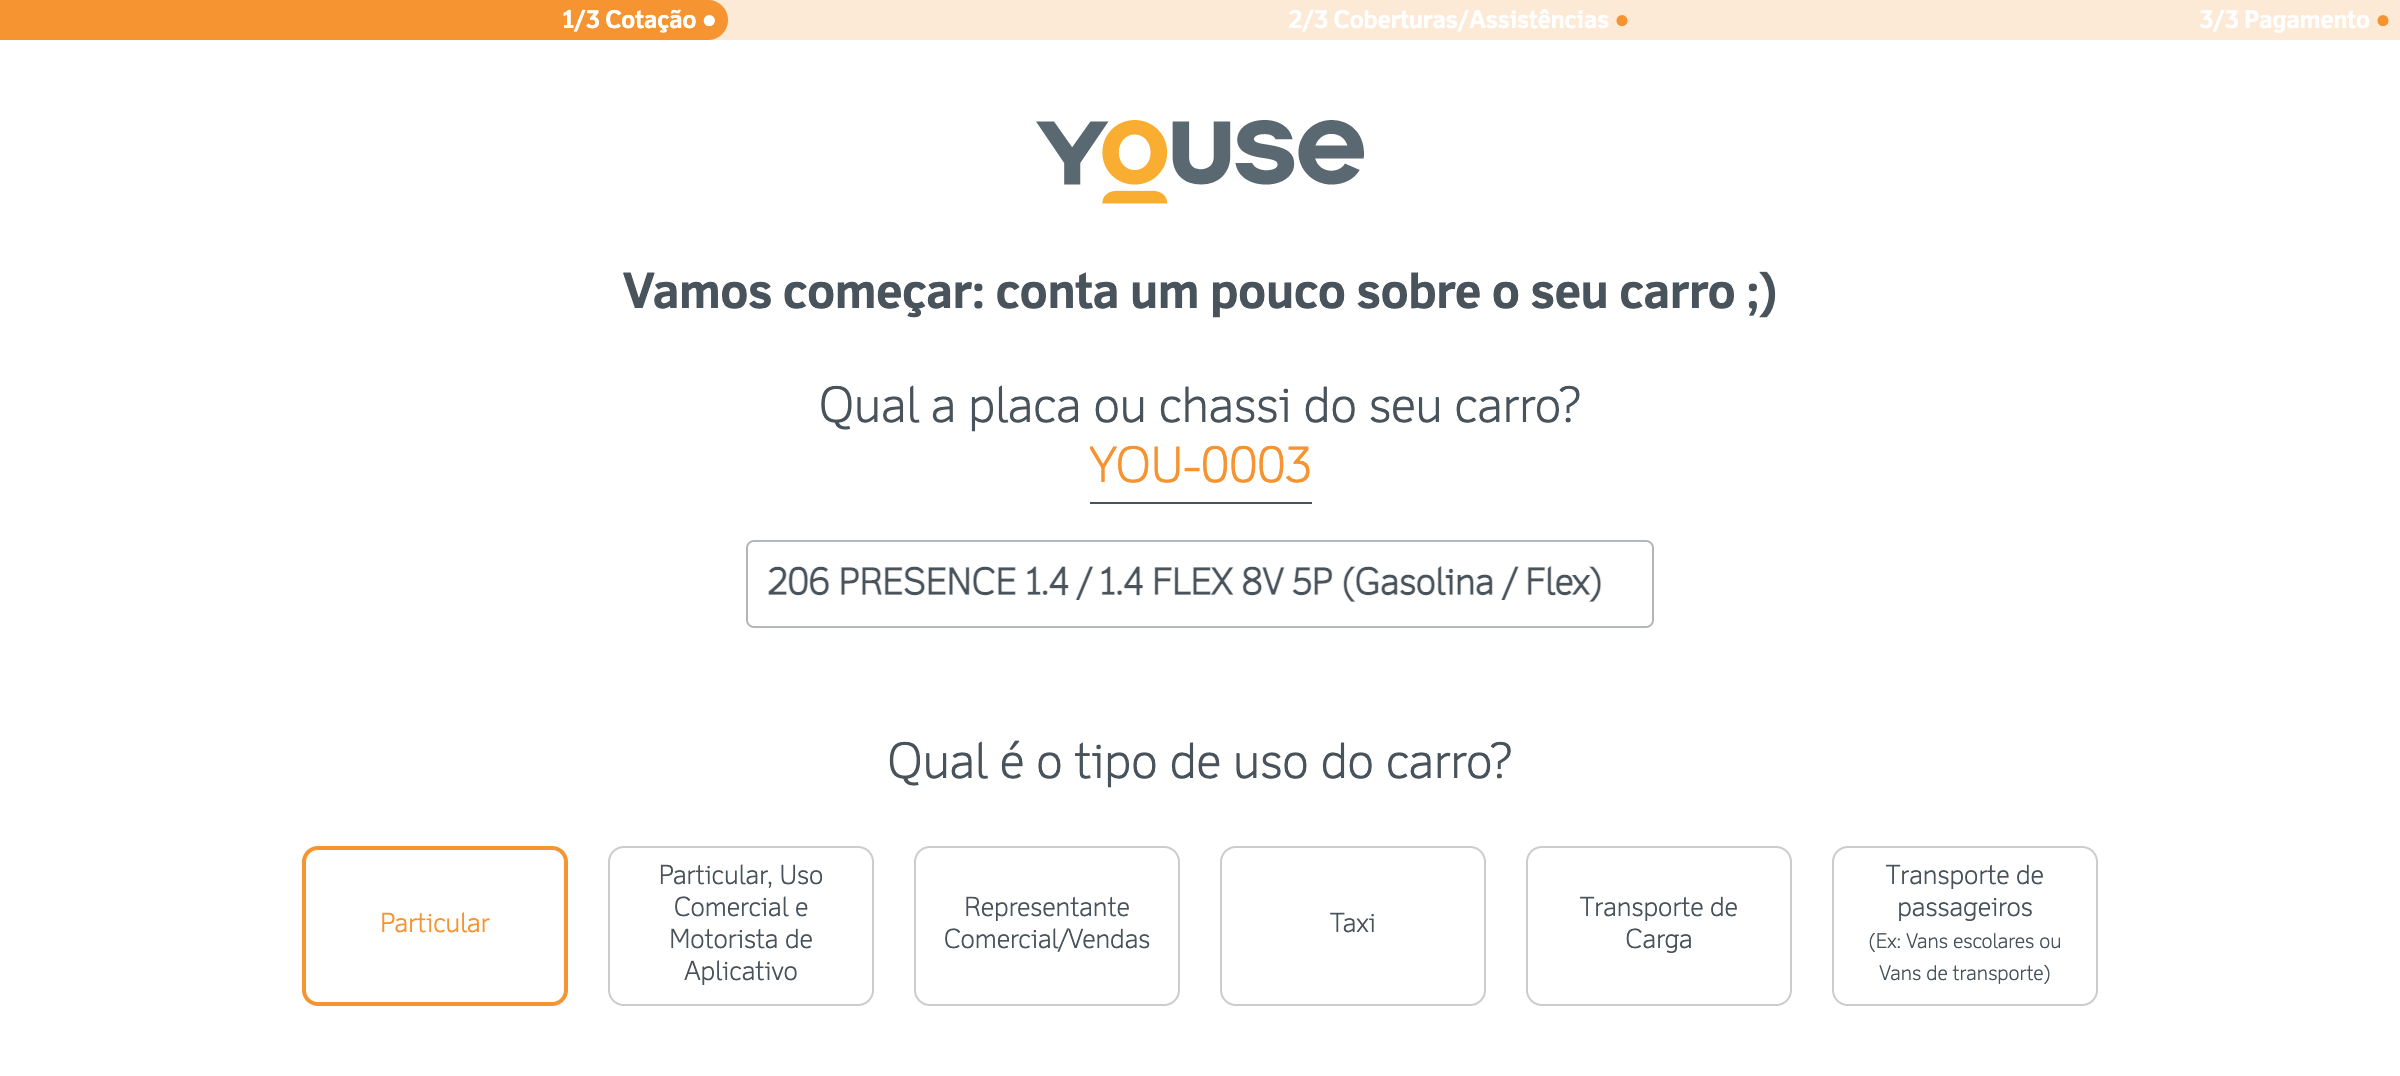 1/3 Cotação
2/3 Coberturas/Assistências
3/3 Pagamento
YOUSE
Vamos começar: conta um pouco sobre o seu carro ;)
Qual a placa ou chassi do seu carro?
YOU-0003
206 PRESENCE 1.4 / 1.4 FLEX 8V 5P (Gasolina / Flex)
Qual é o tipo de uso do carro?
Particular
Particular, Uso
Comercial e
Motorista de
Aplicativo
Representante
Comercial/Vendas
Taxi
Transporte de
Carga
Transporte de
passageiros
(Ex: Vans escolares ou
Vans de transporte)